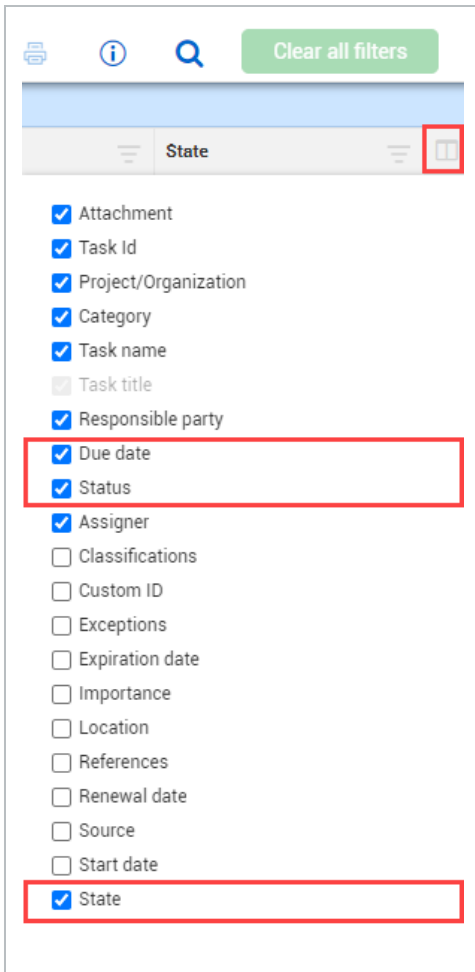 Clear all filters
State
Attachment
Task Id
Project/Organization
Category
Task name
Task title
Responsible party
Due date
Status
Assigner
Classifications
Custom ID
Exceptions
Expiration date
Importance
Location
References
Renewal date
Source
Start date
State